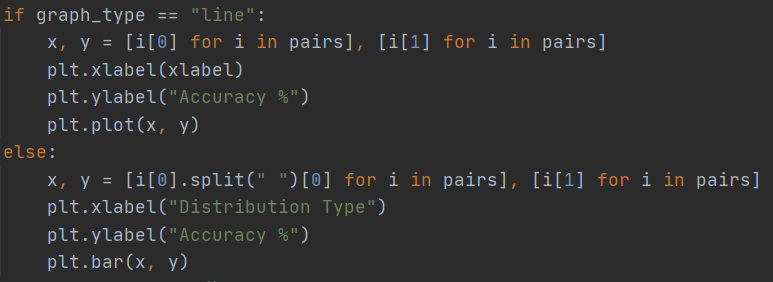 if graph_type == "line":
    x, y = [i[0] for i in pairs], [i[1] for i in pairs]
    plt.xlabel(xlabel)
    plt.ylabel("Accuracy %")
    plt.plot(x, y)
else:
    x, y = [i[0].split(" ")[0] for i in pairs], [i[1] for i in pairs]
    plt.xlabel("Distribution Type")
    plt.ylabel("Accuracy %")
    plt.bar(x, y)